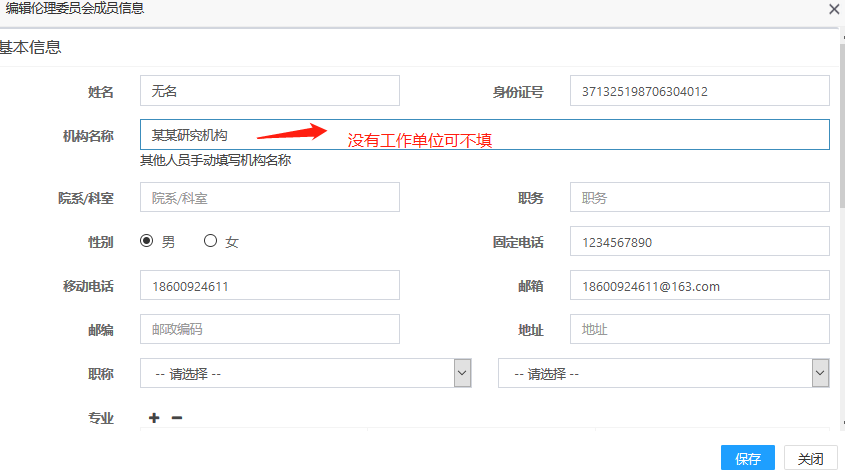 编辑伦理委员会成员信息
基本信息
姓名 无名 身份证号 371325198706304012
机构名称 某某研究机构 没有工作单位可不填
其他人员手动填写机构名称
院系/科室 院系/科室 职务 职务
性别 男 女 固定电话 1234567890
移动电话 18600924611 邮箱 18600924611@163.com
邮编 邮政编码 地址 地址
职称 -- 请选择 -- -- 请选择 --
专业
保存 关闭